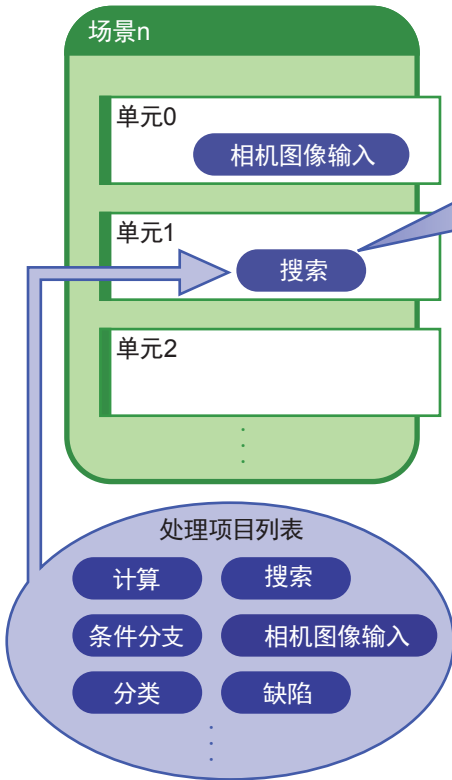 场景n
单元0
相机图像输入
单元1
搜索
单元2
处理项目列表
计算 搜索
条件分支 相机图像输入
分类 缺陷